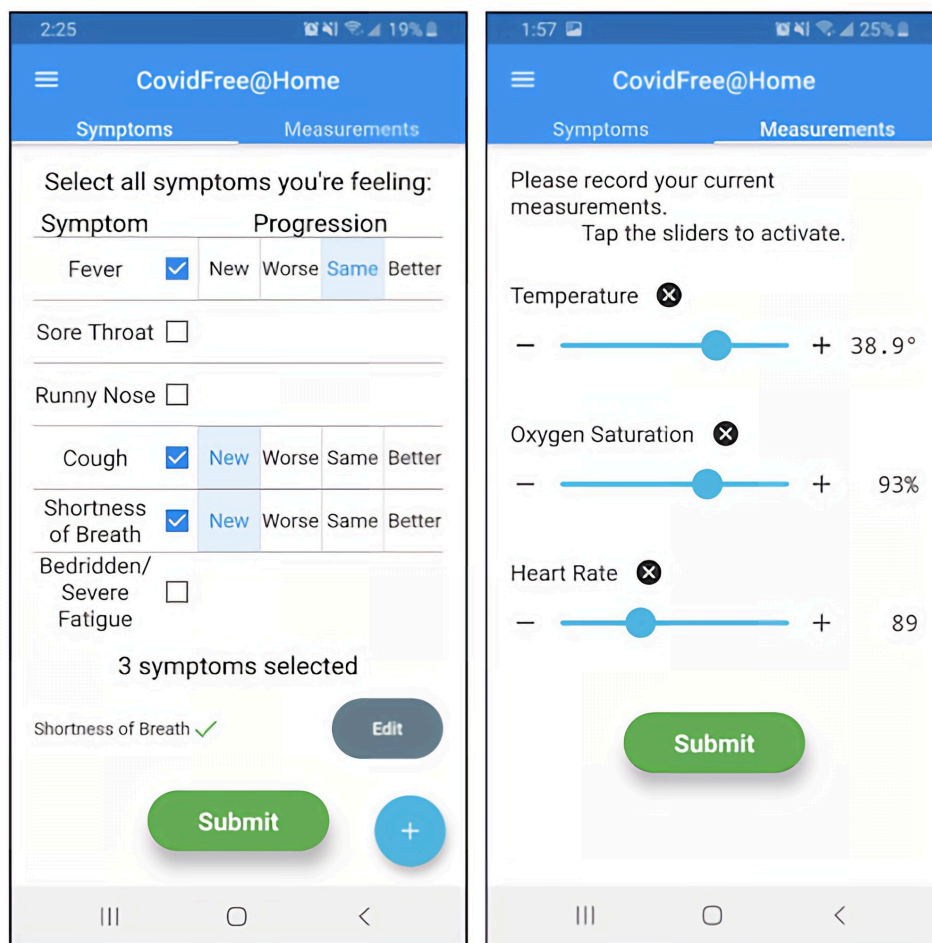 2:25 19%
CovidFree@Home
Symptoms Measurements
Select all symptoms you're feeling:
Symptom Progression
Fever New Worse Same Better
Sore Throat
Runny Nose
Cough New Worse Same Better
Shortness
of Breath New Worse Same Better
Bedridden/
Severe
Fatigue
3 symptoms selected
Shortness of Breath Edit
Submit +
1:57 25%
CovidFree@Home
Symptoms Measurements
Please record your current
measurements.
Tap the sliders to activate.
Temperature
− + 38.9°
Oxygen Saturation
− + 93%
Heart Rate
− + 89
Submit